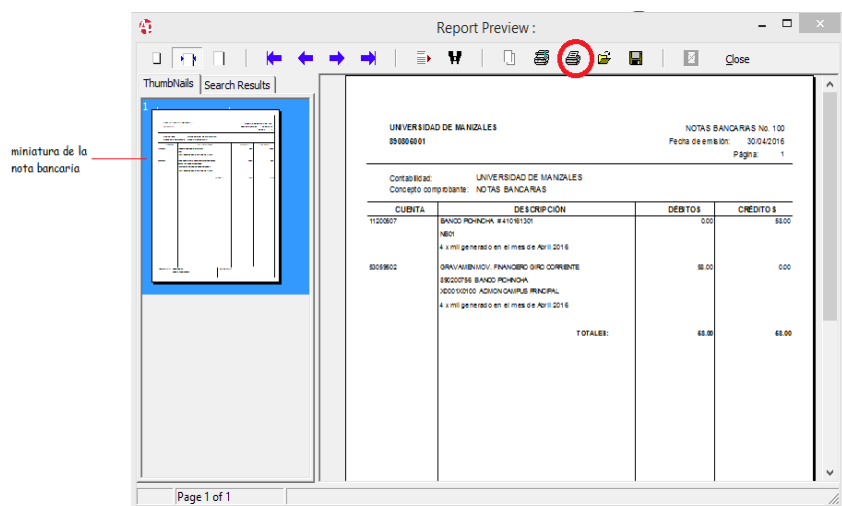 Report Preview :
Close
ThumbNails
Search Results
1
miniatura de la
nota bancaria
UNIVERSIDAD DE MANIZALES
890806001
NOTAS BANCARIAS No. 100
Fecha de emisión: 30/04/2016
Página: 1
Contabilidad: UNIVERSIDAD DE MANIZALES
Concepto comprobante: NOTAS BANCARIAS
CUENTA DESCRIPCIÓN DÉBITOS CRÉDITOS
BANCO PICHINCHA # 410161301 0.00 58.00
NB01
4 x mil generado en el mes de Abril 2016
GRAVAMEN MOV. FINANCIERO GIRO CORRIENTE 58.00 0.00
890200756 BANCO PICHINCHA
ADMON CAMPUS PRINCIPAL
4 x mil generado en el mes de Abril 2016
TOTALES: 58.00 58.00
Page 1 of 1